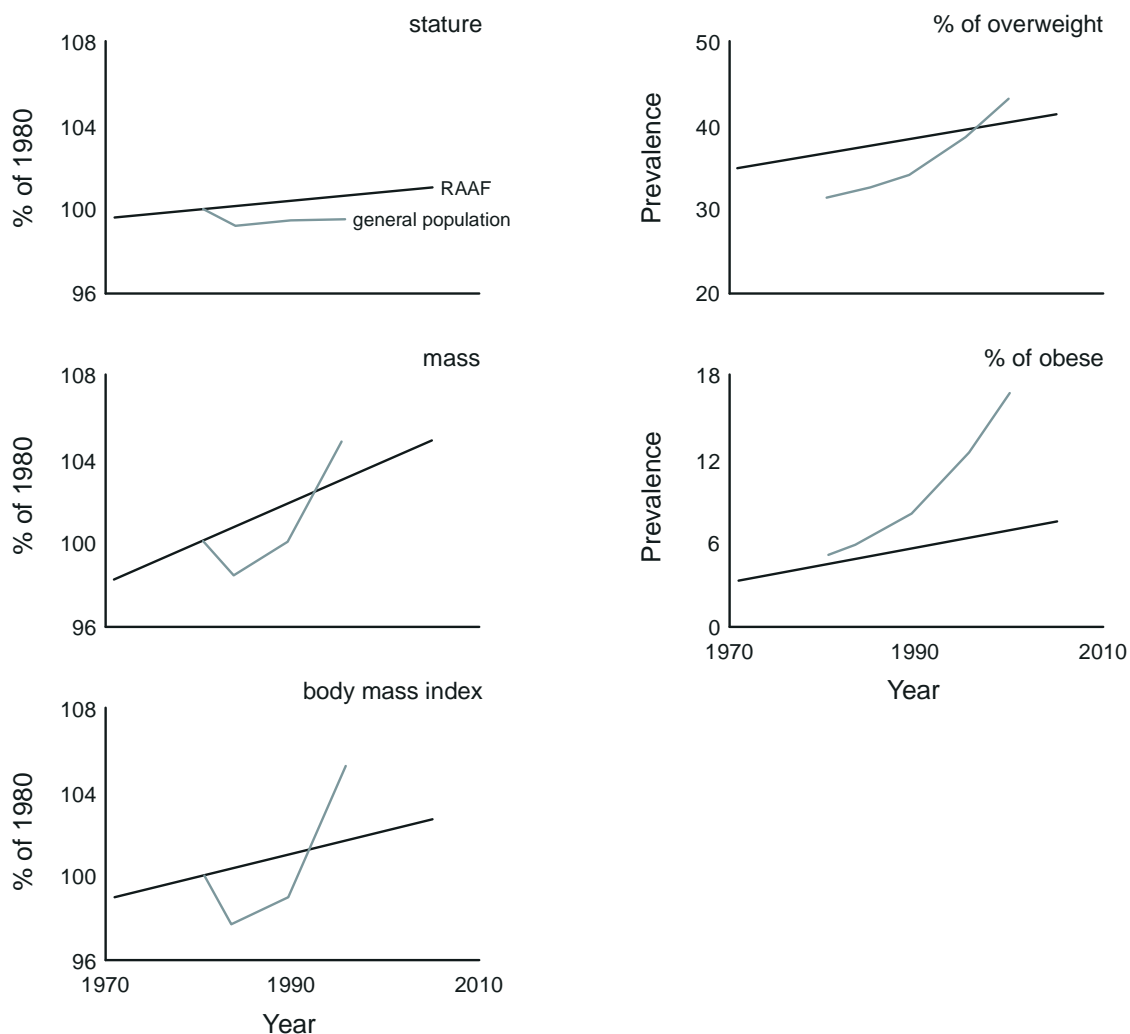 stature
108
104
100
96
% of 1980
RAAF
general population
% of overweight
50
40
30
20
Prevalence
mass
108
104
100
96
% of 1980
% of obese
18
12
6
0
Prevalence
1970
1990
2010
Year
body mass index
108
104
100
96
% of 1980
1970
1990
2010
Year